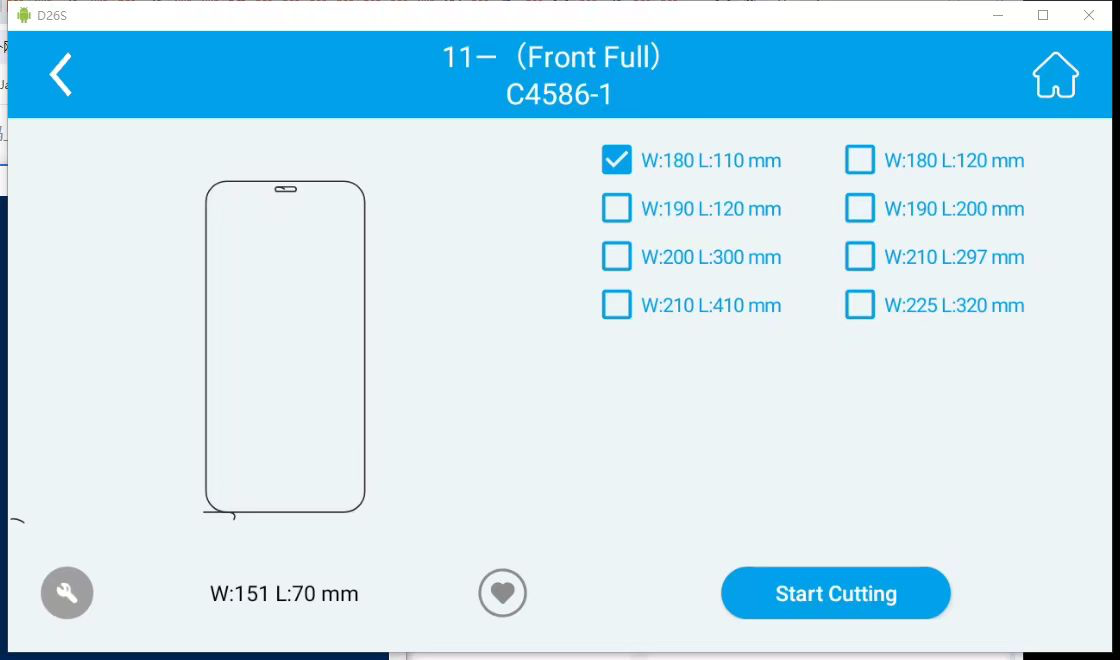 D26S
11—（Front Full）
C4586-1
W:180 L:110 mm
W:180 L:120 mm
W:190 L:120 mm
W:190 L:200 mm
W:200 L:300 mm
W:210 L:297 mm
W:210 L:410 mm
W:225 L:320 mm
W:151 L:70 mm
Start Cutting